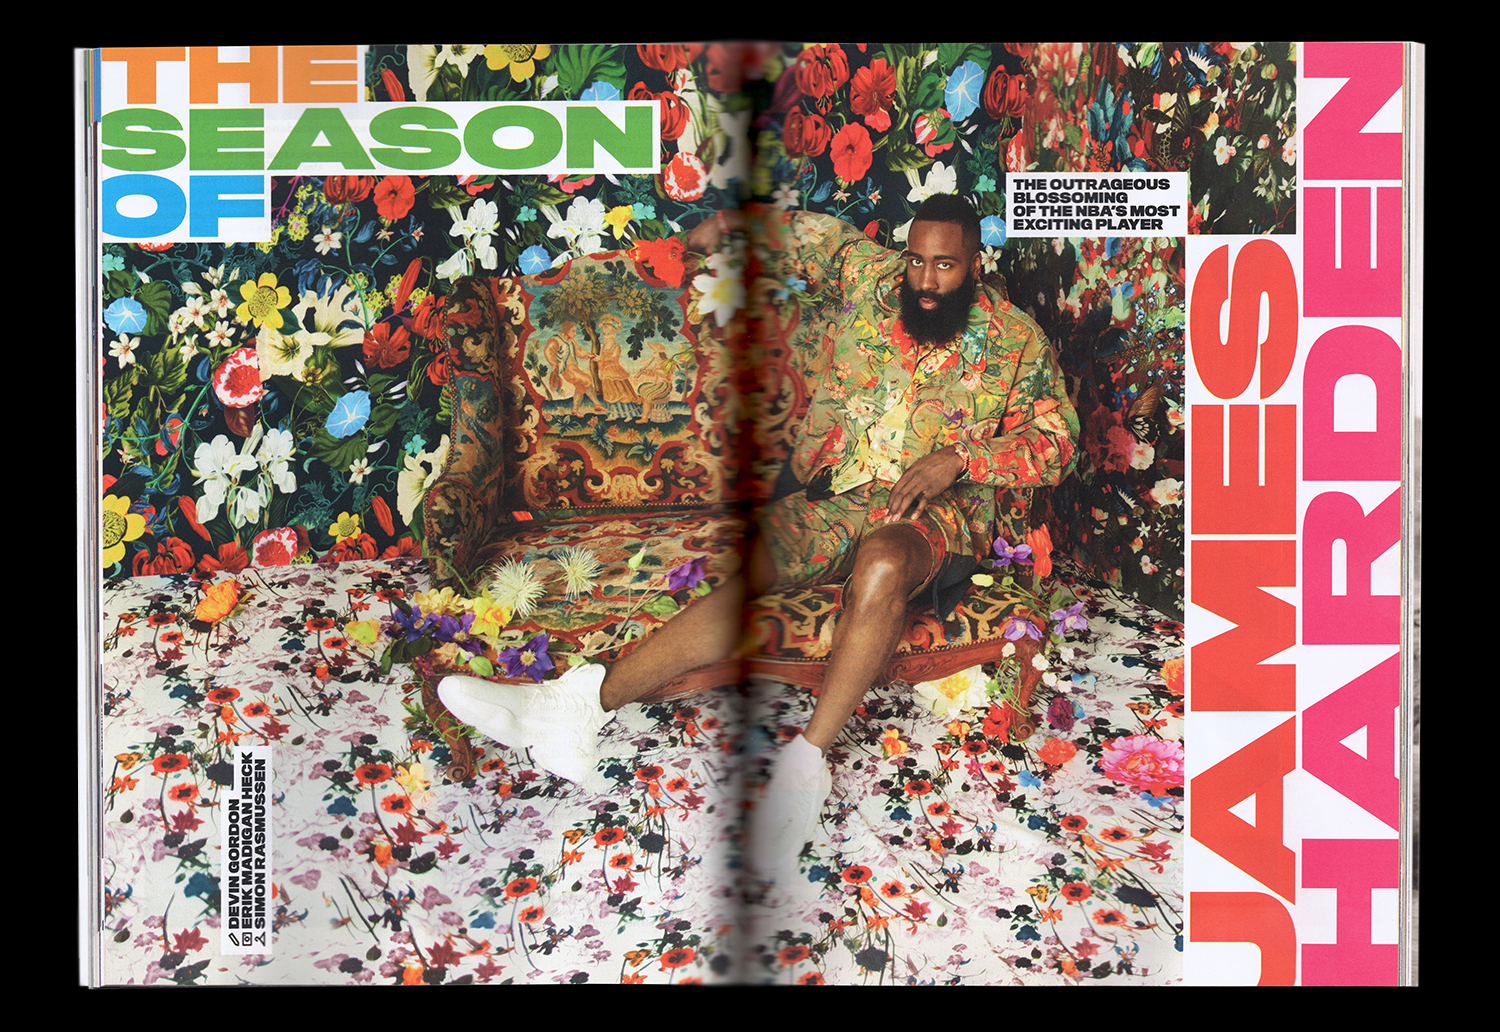 THE
SEASON
OF
THE OUTRAGEOUS
BLOSSOMING
OF THE NBA'S MOST
EXCITING PLAYER
JAMES
HARDEN
DEVIN GORDON
ERIK MADIGAN HECK
SIMON RASMUSSEN